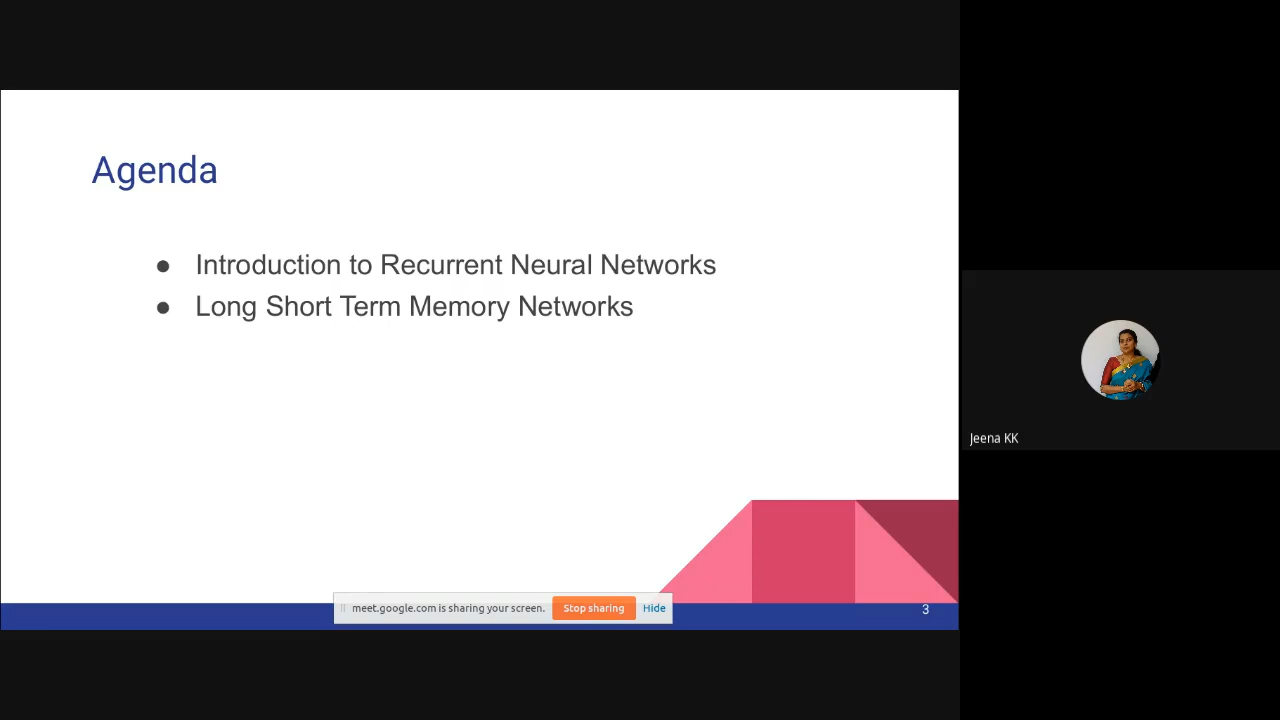 Agenda
● Introduction to Recurrent Neural Networks
● Long Short Term Memory Networks
Jeena KK
meet.google.com is sharing your screen. Stop sharing Hide
3